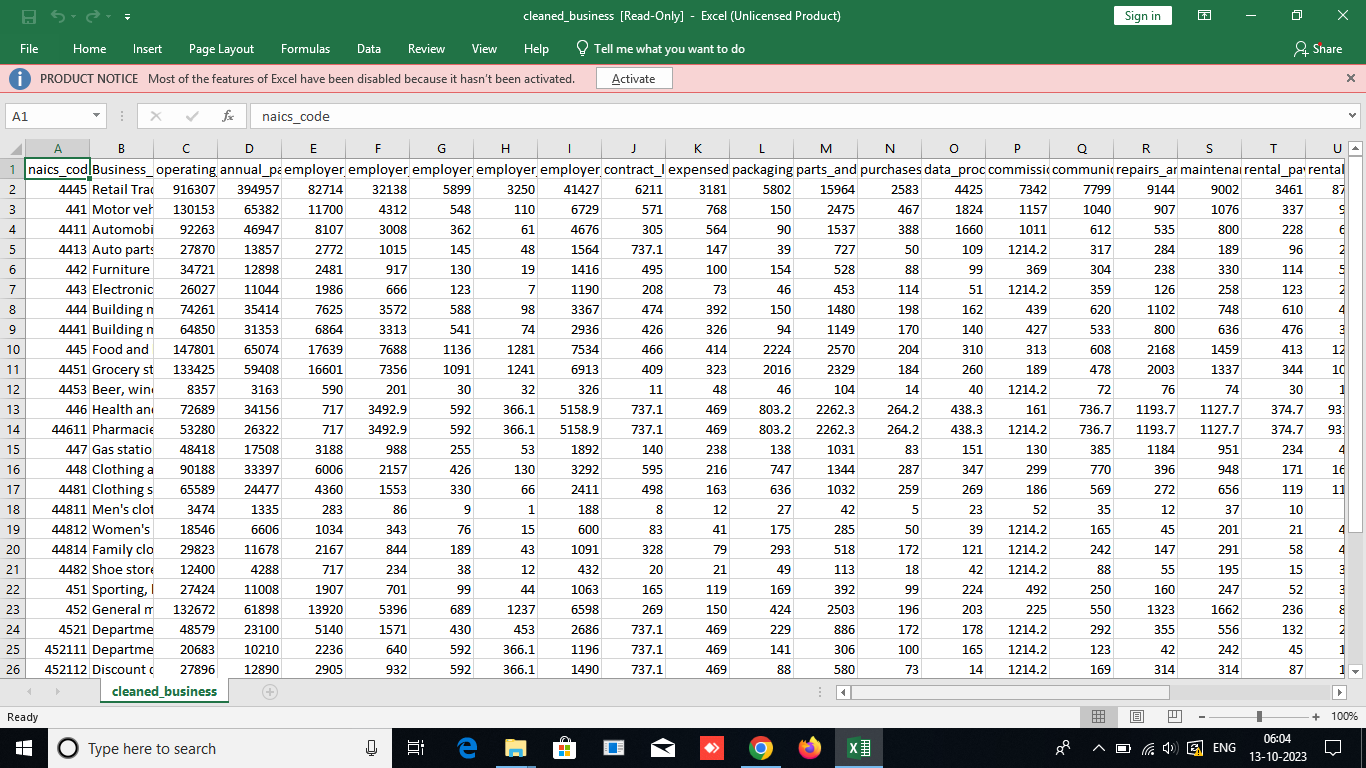 cleaned_business [Read-Only] - Excel (Unlicensed Product) Sign in
File Home Insert Page Layout Formulas Data Review View Help Tell me what you want to do Share
PRODUCT NOTICE Most of the features of Excel have been disabled because it hasn't been activated. Activate
A1 fx naics_code
A B C D E F G H I J K L M N O P Q R S T U
1 naics_cod Business_ operating annual_pa employer_ employer_ employer_ employer_ employer_ contract_l expensed packaging parts_and purchases data_proc commissio communic repairs_ar maintenan rental_pay rental
2 4445 Retail Trad 916307 394957 82714 32138 5899 3250 41427 6211 3181 5802 15964 2583 4425 7342 7799 9144 9002 3461 87
3 441 Motor veh 130153 65382 11700 4312 548 110 6729 571 768 150 2475 467 1824 1157 1040 907 1076 337 9
4 4411 Automobi 92263 46947 8107 3008 362 61 4676 305 564 90 1537 388 1660 1011 612 535 800 228 6
5 4413 Auto parts 27870 13857 2772 1015 145 48 1564 737.1 147 39 727 50 109 1214.2 317 284 189 96 2
6 442 Furniture 34721 12898 2481 917 130 19 1416 495 100 154 528 88 99 369 304 238 330 114 5
7 443 Electronic 26027 11044 1986 666 123 7 1190 208 73 46 453 114 51 1214.2 359 126 258 123 2
8 444 Building m 74261 35414 7625 3572 588 98 3367 474 392 150 1480 198 162 439 620 1102 748 610 4
9 4441 Building m 64850 31353 6864 3313 541 74 2936 426 326 94 1149 170 140 427 533 800 636 476 3
10 445 Food and 147801 65074 17639 7688 1136 1281 7534 466 414 2224 2570 204 310 313 608 2168 1459 413 12
11 4451 Grocery st 133425 59408 16601 7356 1091 1241 6913 409 323 2016 2329 184 260 189 478 2003 1337 344 10
12 4453 Beer, wine 8357 3163 590 201 30 32 326 11 48 46 104 14 40 1214.2 72 76 74 30 1
13 446 Health and 72689 34156 717 3492.9 592 366.1 5158.9 737.1 469 803.2 2262.3 264.2 438.3 161 736.7 1193.7 1127.7 374.7 93
14 44611 Pharmacie 53280 26322 717 3492.9 592 366.1 5158.9 737.1 469 803.2 2262.3 264.2 438.3 1214.2 736.7 1193.7 1127.7 374.7 93
15 447 Gas statio 48418 17508 3188 988 255 53 1892 140 238 138 1031 83 151 130 385 1184 951 234 4
16 448 Clothing a 90188 33397 6006 2157 426 130 3292 595 216 747 1344 287 347 299 770 396 948 171 16
17 4481 Clothing s 65589 24477 4360 1553 330 66 2411 498 163 636 1032 259 269 186 569 272 656 119 11
18 44811 Men's clot 3474 1335 283 86 9 1 188 8 12 27 42 5 23 52 35 12 37 10
19 44812 Women's 18546 6606 1034 343 76 15 600 83 41 175 285 50 39 1214.2 165 45 201 21 4
20 44814 Family clo 29823 11678 2167 844 189 43 1091 328 79 293 518 172 121 1214.2 242 147 291 58 4
21 4482 Shoe store 12400 4288 717 234 38 12 432 20 21 49 113 18 42 1214.2 88 55 195 15 3
22 451 Sporting, 27424 11008 1907 701 99 44 1063 165 119 169 392 99 224 492 250 160 247 52 3
23 452 General m 132672 61898 13920 5396 689 1237 6598 269 150 424 2503 196 203 225 550 1323 1662 236 8
24 4521 Departme 48579 23100 5140 1571 430 453 2686 737.1 469 229 886 172 178 1214.2 292 355 556 132 2
25 452111 Departme 20683 10210 2236 640 592 366.1 1196 737.1 469 141 306 100 165 1214.2 123 42 242 45 1
26 452112 Discount d 27896 12890 2905 932 592 366.1 1490 737.1 469 88 580 73 14 1214.2 169 314 314 87 1
cleaned_business
Ready 100%
Type here to search ENG 06:04
13-10-2023